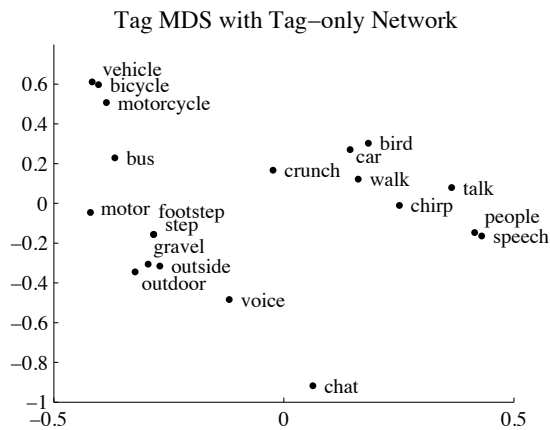 Tag MDS with Tag–only Network
vehicle
0.6
bicycle
motorcycle
0.4
bird
car
0.2
bus
crunch
walk
talk
0
motor
footstep
chirp
people
step
speech
−0.2
gravel
outside
−0.4
outdoor
voice
−0.6
−0.8
chat
−1
−0.5
0
0.5